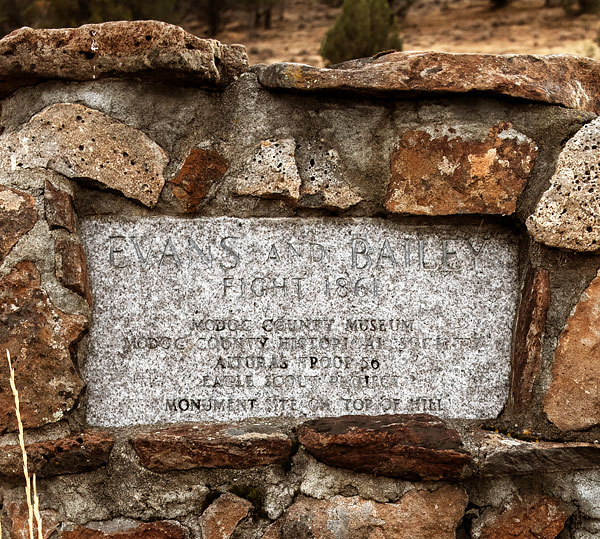 EVANS AND BAILEY
FIGHT 1861
MODOC COUNTY MUSEUM
MODOC COUNTY HISTORICAL SOCIETY
ALTURAS TROOP 56
EAGLE SCOUT PROJECT
MONUMENT SITE ON TOP OF HILL